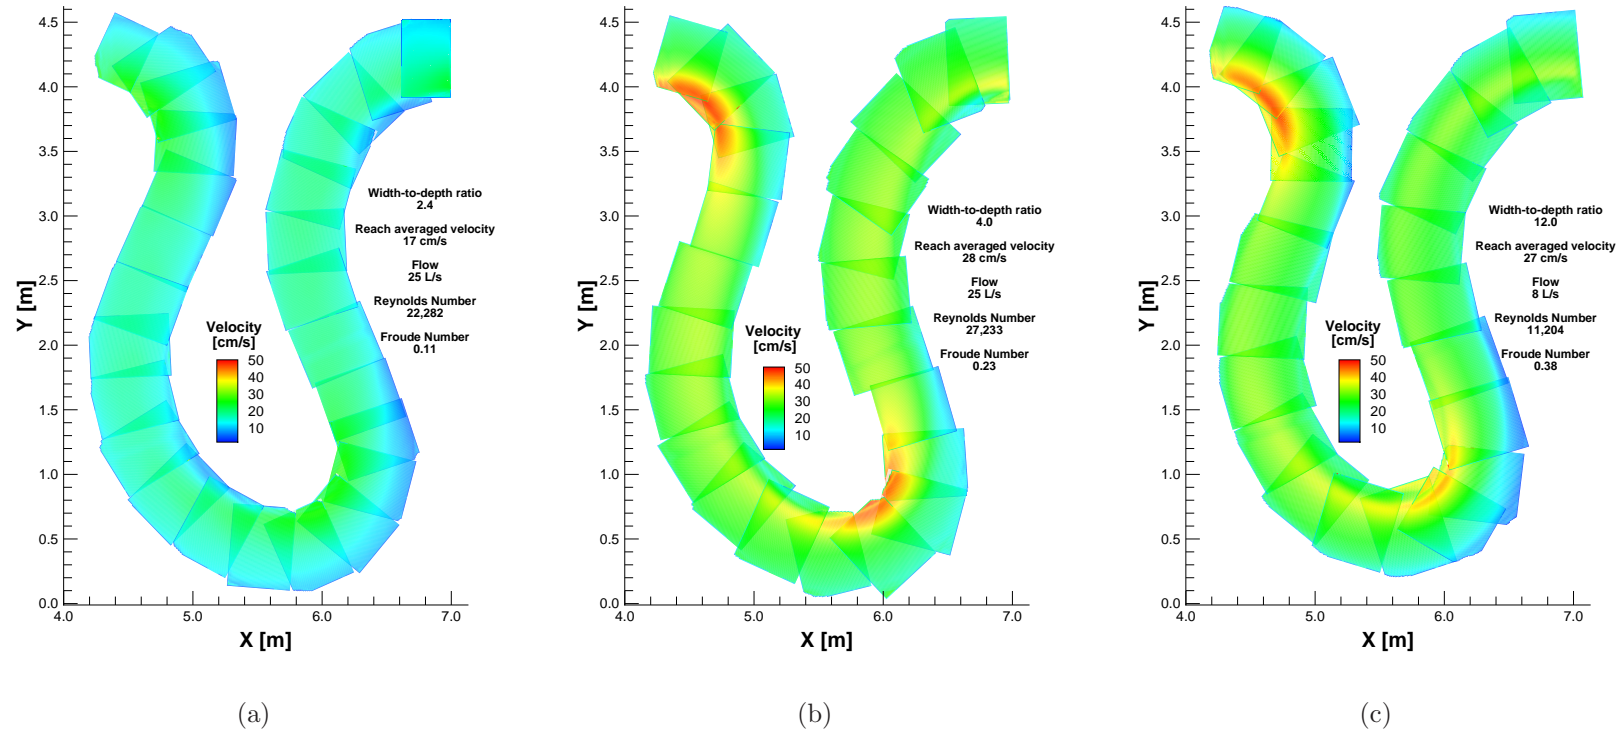 4.5
4.0
3.5
3.0
2.5
2.0
1.5
1.0
0.5
0.0
Y [m]
4.0 5.0 6.0 7.0
X [m]
Velocity
[cm/s]
50
40
30
20
10
Width-to-depth ratio
2.4
Reach averaged velocity
17 cm/s
Flow
25 L/s
Reynolds Number
22,282
Froude Number
0.11
(a)
4.5
4.0
3.5
3.0
2.5
2.0
1.5
1.0
0.5
0.0
Y [m]
4.0 5.0 6.0 7.0
X [m]
Velocity
[cm/s]
50
40
30
20
10
Width-to-depth ratio
4.0
Reach averaged velocity
28 cm/s
Flow
25 L/s
Reynolds Number
27,233
Froude Number
0.23
(b)
4.5
4.0
3.5
3.0
2.5
2.0
1.5
1.0
0.5
0.0
Y [m]
4.0 5.0 6.0 7.0
X [m]
Velocity
[cm/s]
50
40
30
20
10
Width-to-depth ratio
12.0
Reach averaged velocity
27 cm/s
Flow
8 L/s
Reynolds Number
11,204
Froude Number
0.38
(c)